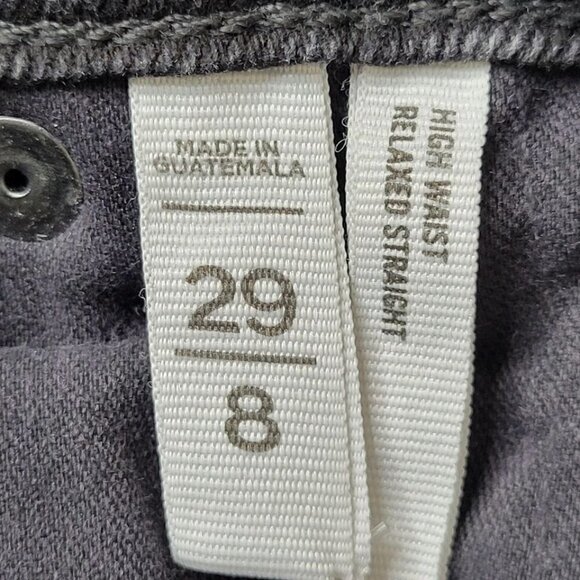 MADE IN
GUATEMALA
29
8
HIGH WAIST
RELAXED STRAIGHT